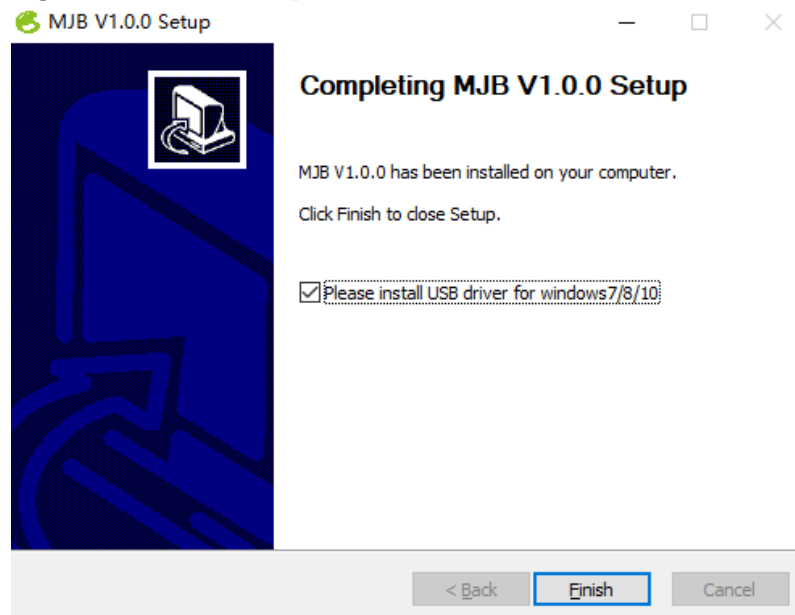 MJB V1.0.0 Setup
Completing MJB V1.0.0 Setup
MJB V1.0.0 has been installed on your computer.
Click Finish to close Setup.
Please install USB driver for windows7/8/10
< Back
Finish
Cancel